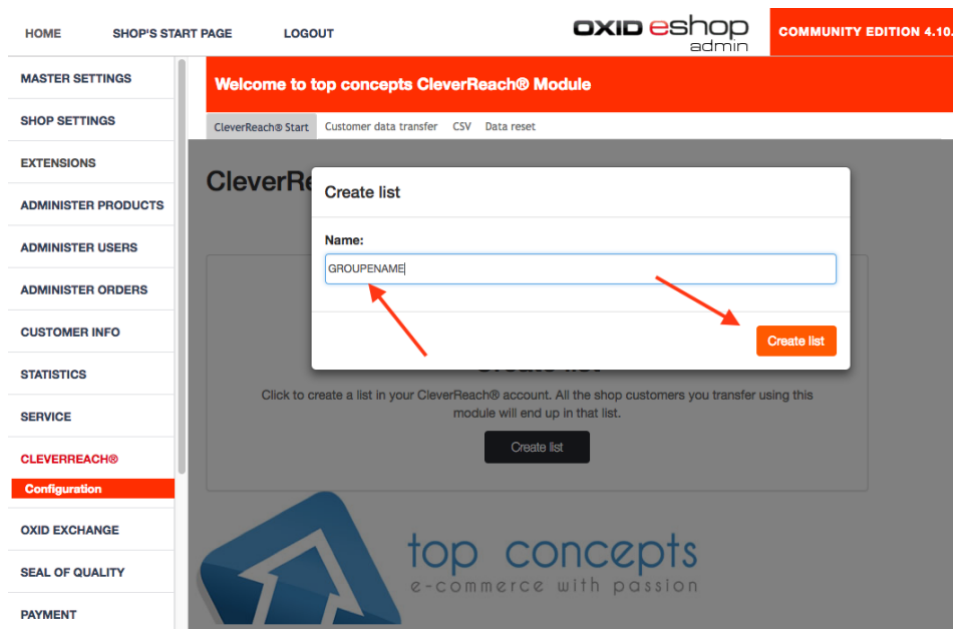 HOME SHOP'S START PAGE LOGOUT
OXID eshop
admin
COMMUNITY EDITION 4.10.
MASTER SETTINGS
SHOP SETTINGS
EXTENSIONS
ADMINISTER PRODUCTS
ADMINISTER USERS
ADMINISTER ORDERS
CUSTOMER INFO
STATISTICS
SERVICE
CLEVERREACH®
Configuration
OXID EXCHANGE
SEAL OF QUALITY
PAYMENT
Welcome to top concepts CleverReach® Module
CleverReach® Start Customer data transfer CSV Data reset
CleverRe
Create list
Name:
GROUPENAME
Create list
Click to create a list in your CleverReach® account. All the shop customers you transfer using this
module will end up in that list.
Create list
top concepts
e-commerce with passion